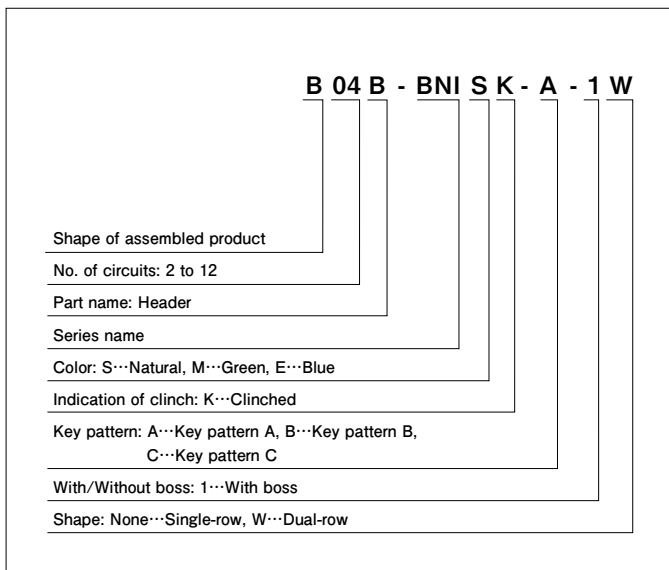 B 04 B - BNI S K - A - 1 W
Shape of assembled product
No. of circuits: 2 to 12
Part name: Header
Series name
Color: S…Natural, M…Green, E…Blue
Indication of clinch: K…Clinched
Key pattern: A…Key pattern A, B…Key pattern B,
C…Key pattern C
With/Without boss: 1…With boss
Shape: None…Single-row, W…Dual-row